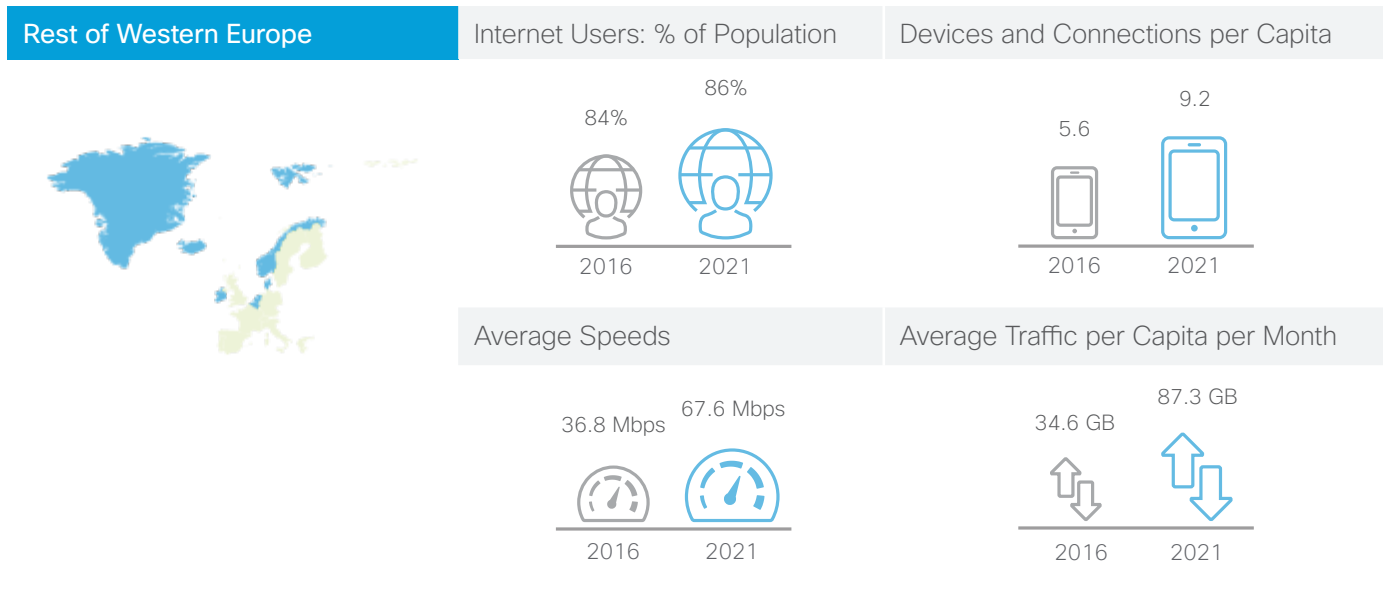 Rest of Western Europe
Internet Users: % of Population
Devices and Connections per Capita
84%
86%
2016
2021
5.6
9.2
2016
2021
Average Speeds
Average Traffic per Capita per Month
36.8 Mbps
67.6 Mbps
2016
2021
34.6 GB
87.3 GB
2016
2021